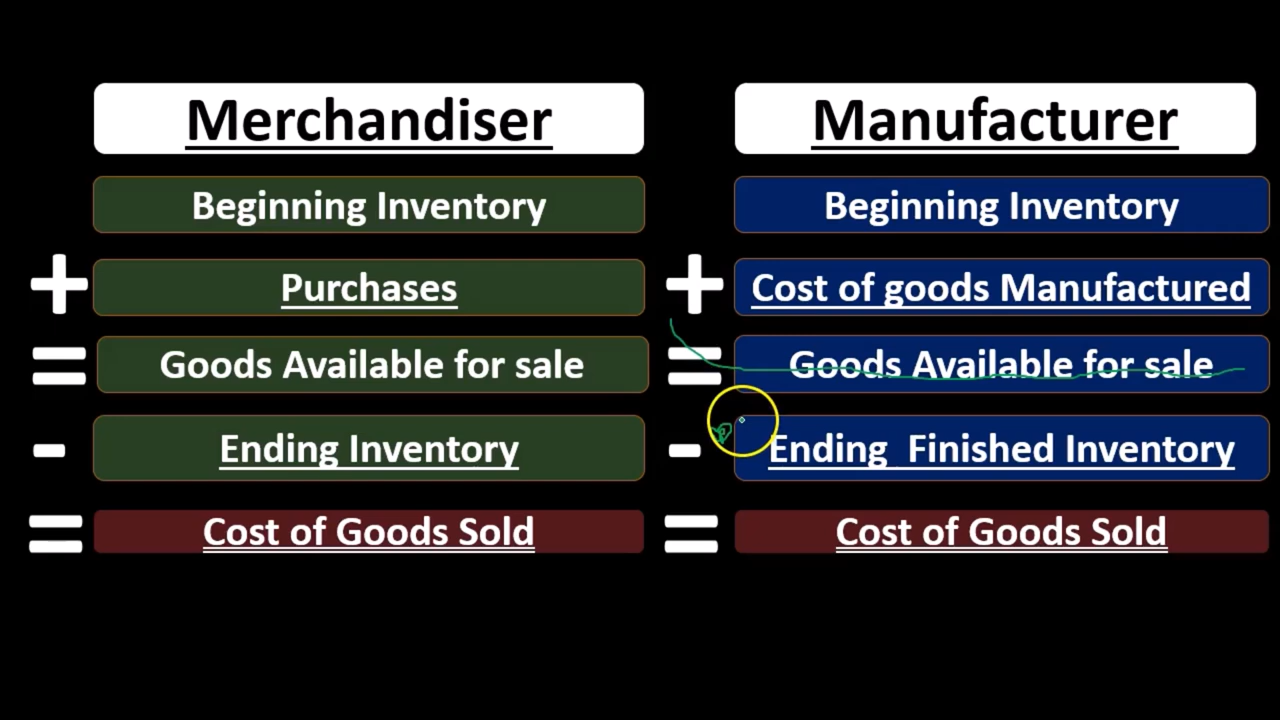 Merchandiser
Beginning Inventory
+ Purchases
= Goods Available for sale
- Ending Inventory
= Cost of Goods Sold
Manufacturer
Beginning Inventory
+ Cost of goods Manufactured
= Goods Available for sale
- Ending Finished Inventory
= Cost of Goods Sold